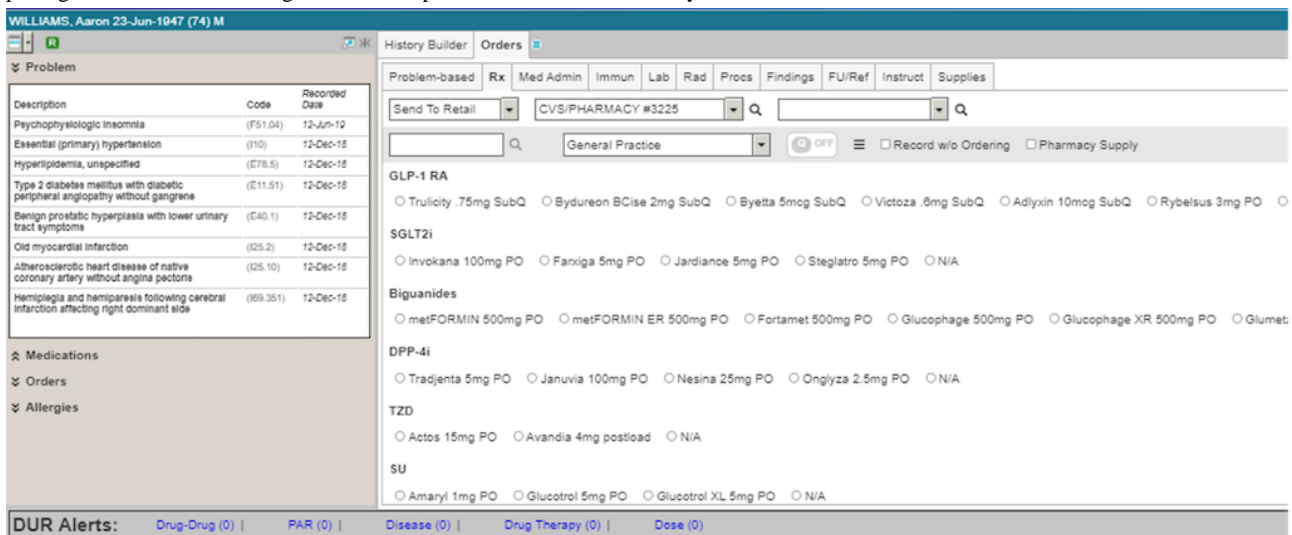 WILLIAMS, Aaron 23-Jun-1947 (74) M
R
Problem
Description Code Recorded Date
Psychophysiologic Insomnia (F51.04) 12-Jun-19
Essential (primary) hypertension (I10) 12-Dec-18
Hyperlipidemia, unspecified (E78.5) 12-Dec-18
Type 2 diabetes mellitus with diabetic peripheral angiopathy without gangrene (E11.51) 12-Dec-18
Benign prostatic hyperplasia with lower urinary tract symptoms (E40.1) 12-Dec-18
Old myocardial infarction (I25.2) 12-Dec-18
Atherosclerotic heart disease of native coronary artery without angina pectoris (I25.10) 12-Dec-18
Hemiplegia and hemiparesis following cerebral infarction affecting right dominant side (I69.351) 12-Dec-18
Medications
Orders
Allergies
History Builder Orders
Problem-based Rx Med Admin Immun Lab Rad Procs Findings FU/Ref Instruct Supplies
Send To Retail CVS/PHARMACY #3225
General Practice OFF Record w/o Ordering Pharmacy Supply
GLP-1 RA
Trulicity .75mg SubQ Bydureon BCise 2mg SubQ Byetta 5mcg SubQ Victoza .6mg SubQ Adlyxin 10mcg SubQ Rybelsus 3mg PO
SGLT2i
Invokana 100mg PO Farxiga 5mg PO Jardiance 5mg PO Steglatro 5mg PO N/A
Biguanides
metFORMIN 500mg PO metFORMIN ER 500mg PO Fortamet 500mg PO Glucophage 500mg PO Glucophage XR 500mg PO Glumet
DPP-4i
Tradjenta 5mg PO Januvia 100mg PO Nesina 25mg PO Onglyza 2.5mg PO N/A
TZD
Actos 15mg PO Avandia 4mg postload N/A
SU
Amaryl 1mg PO Glucotrol 5mg PO Glucotrol XL 5mg PO N/A
DUR Alerts: Drug-Drug (0) | PAR (0) | Disease (0) | Drug Therapy (0) | Dose (0)